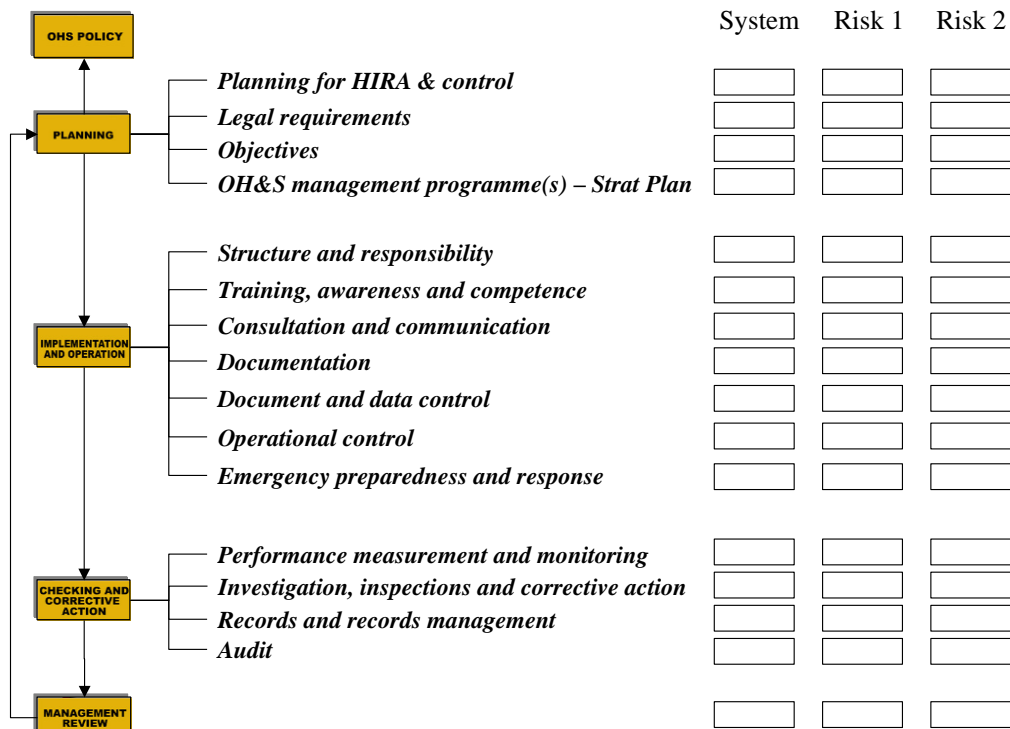 System Risk 1 Risk 2
OHS POLICY
Planning for HIRA & control
Legal requirements
PLANNING
Objectives
OH&S management programme(s) – Strat Plan
Structure and responsibility
Training, awareness and competence
Consultation and communication
IMPLEMENTATION
AND OPERATION
Documentation
Document and data control
Operational control
Emergency preparedness and response
Performance measurement and monitoring
Investigation, inspections and corrective action
CHECKING AND
CORRECTIVE
ACTION
Records and records management
Audit
MANAGEMENT
REVIEW